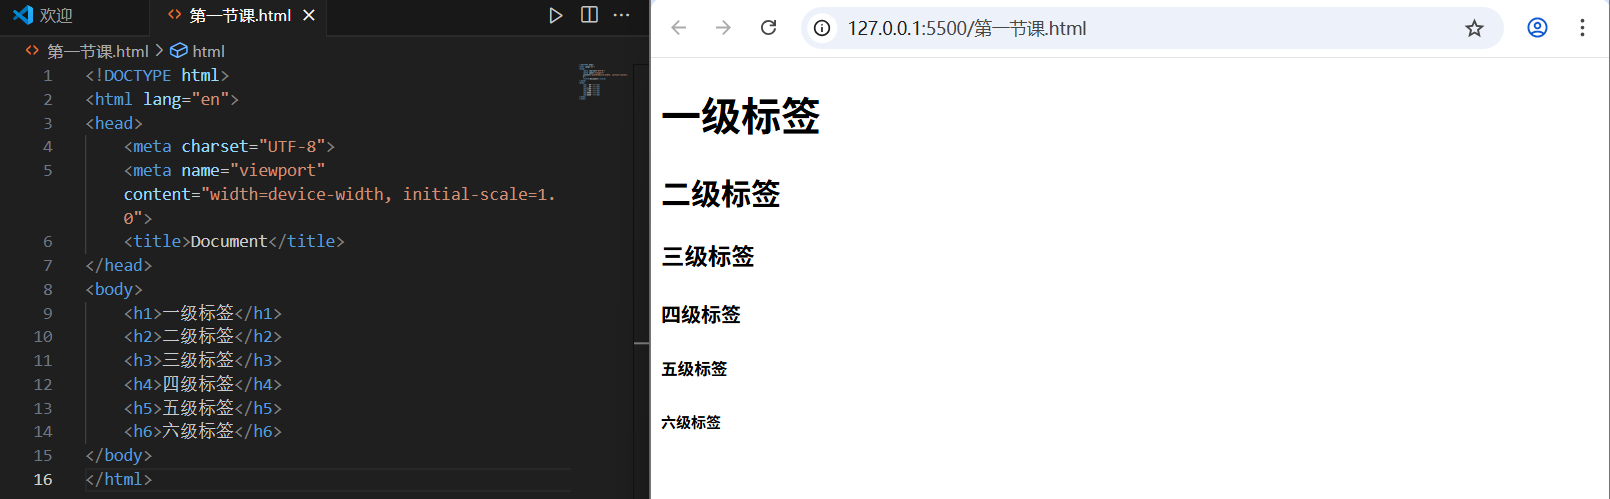 欢迎
第一节课.html
第一节课.html > html
1 <!DOCTYPE html>
2 <html lang="en">
3 <head>
4 <meta charset="UTF-8">
5 <meta name="viewport"
content="width=device-width, initial-scale=1.
0">
6 <title>Document</title>
7 </head>
8 <body>
9 <h1>一级标签</h1>
10 <h2>二级标签</h2>
11 <h3>三级标签</h3>
12 <h4>四级标签</h4>
13 <h5>五级标签</h5>
14 <h6>六级标签</h6>
15 </body>
16 </html>
127.0.0.1:5500/第一节课.html
一级标签
二级标签
三级标签
四级标签
五级标签
六级标签